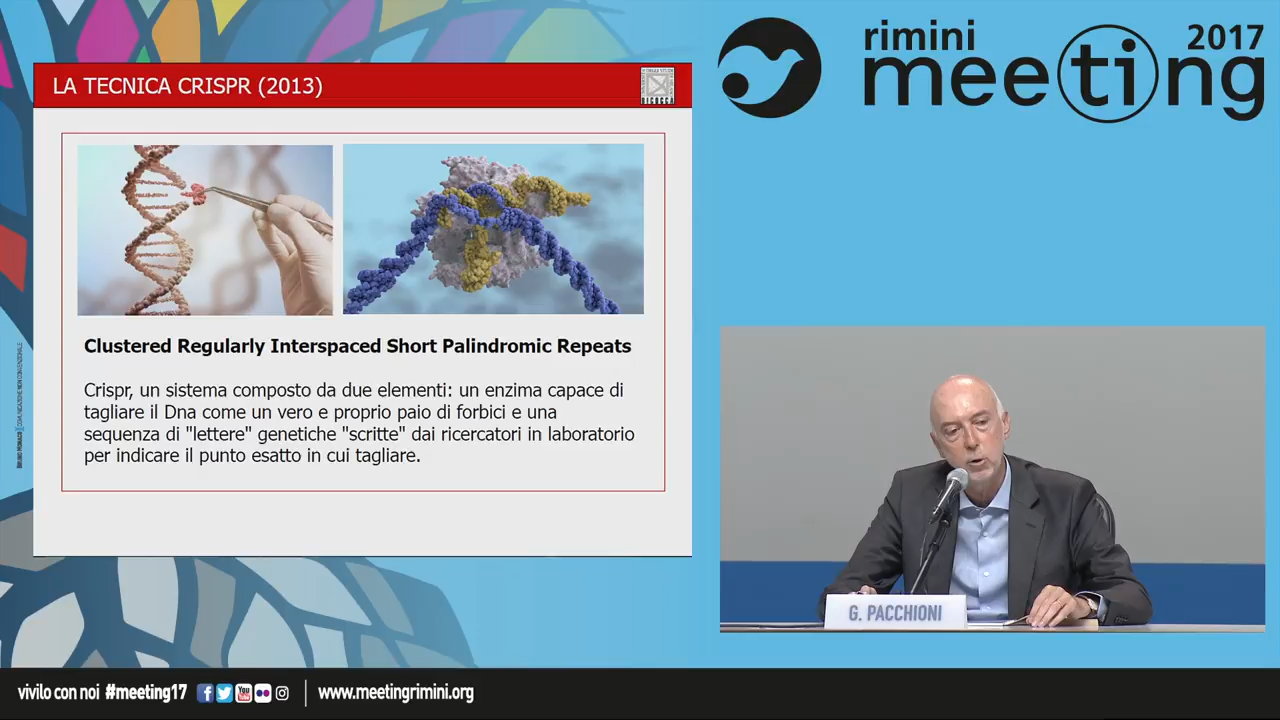 LA TECNICA CRISPR (2013)
BICOCCA
Clustered Regularly Interspaced Short Palindromic Repeats
Crispr, un sistema composto da due elementi: un enzima capace di
tagliare il Dna come un vero e proprio paio di forbici e una
sequenza di "lettere" genetiche "scritte" dai ricercatori in laboratorio
per indicare il punto esatto in cui tagliare.
rimini 2017
meeting
G. PACCHIONI
vivilo con noi #meeting17
www.meetingrimini.org